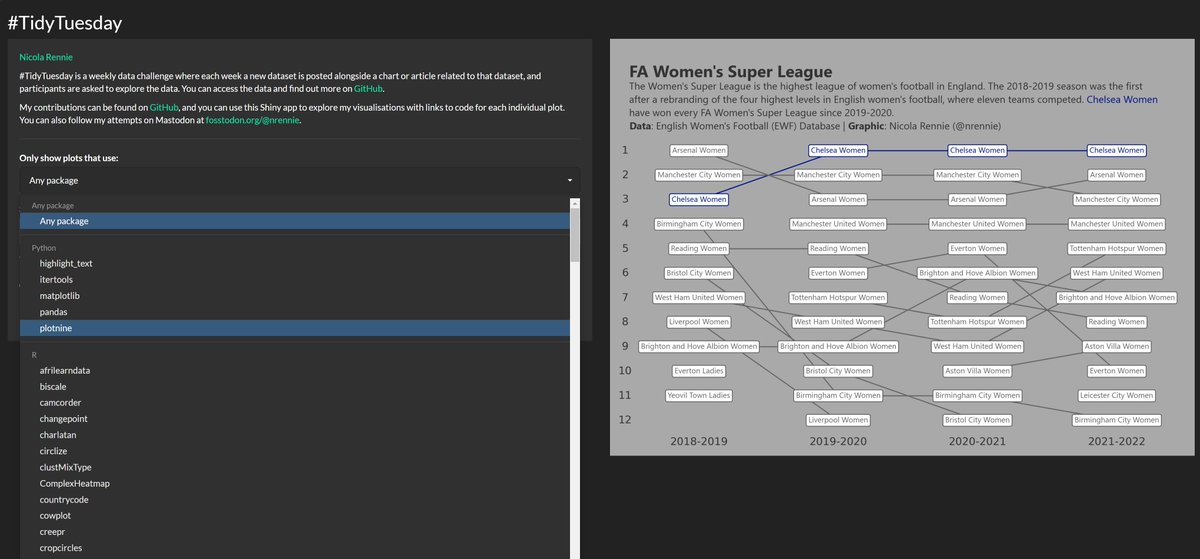 #TidyTuesday
Nicola Rennie
#TidyTuesday is a weekly data challenge where each week a new dataset is posted alongside a chart or article related to that dataset, and
participants are asked to explore the data. You can access the data and find out more on GitHub.
My contributions can be found on GitHub, and you can use this Shiny app to explore my visualisations with links to code for each individual plot.
You can also follow my attempts on Mastodon at fosstodon.org/@nrennie.
Only show plots that use:
Any package
Any package
Any package
Python
highlight_text
itertools
matplotlib
pandas
plotnine
R
afrilearndata
biscale
camcorder
changepoint
charlatan
circlize
clustMixType
ComplexHeatmap
countrycode
cowplot
creepr
cropcircles
FA Women's Super League
The Women's Super League is the highest league of women's football in England. The 2018-2019 season was the first
after a rebranding of the four highest levels in English women's football, where eleven teams competed. Chelsea Women
have won every FA Women's Super League since 2019-2020.
Data: English Women's Football (EWF) Database | Graphic: Nicola Rennie (@nrennie)
1 Arsenal Women Chelsea Women Chelsea Women Chelsea Women
2 Manchester City Women Manchester City Women Manchester City Women Arsenal Women
3 Chelsea Women Arsenal Women Arsenal Women Manchester City Women
4 Birmingham City Women Manchester United Women Manchester United Women Manchester United Women
5 Reading Women Reading Women Everton Women Tottenham Hotspur Women
6 Bristol City Women Everton Women Brighton and Hove Albion Women West Ham United Women
7 West Ham United Women Tottenham Hotspur Women Reading Women Brighton and Hove Albion Women
8 Liverpool Women West Ham United Women Tottenham Hotspur Women Reading Women
9 Brighton and Hove Albion Women Brighton and Hove Albion Women West Ham United Women Aston Villa Women
10 Everton Ladies Bristol City Women Aston Villa Women Everton Women
11 Yeovil Town Ladies Birmingham City Women Birmingham City Women Leicester City Women
12 Liverpool Women Bristol City Women Birmingham City Women
2018-2019 2019-2020 2020-2021 2021-2022